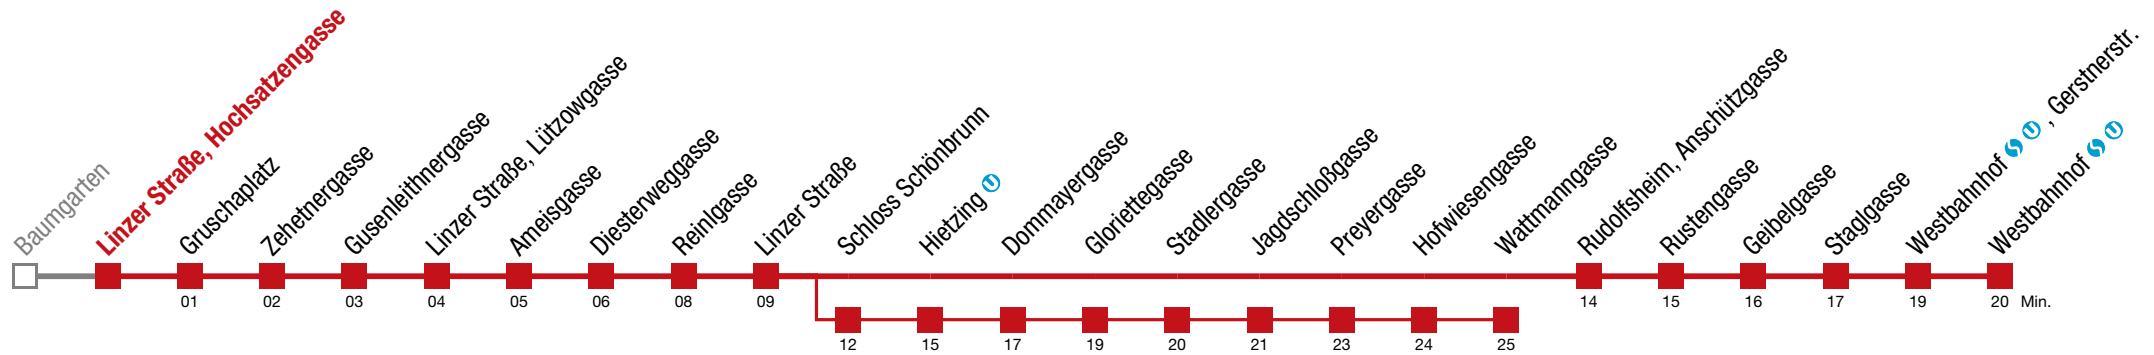 Baumgarten
Linzer Straße, Hochsatzengasse
Gruschaplatz
Zehetnergasse
Gusenleithnergasse
Linzer Straße, Lützowgasse
Ameisgasse
Diesterweggasse
Reinlgasse
Linzer Straße
Schloss Schönbrunn
Hietzing U
Dommayergasse
Gloriettegasse
Stadlergasse
Jagdschloßgasse
Preyergasse
Hofwiesengasse
Wattmanngasse
Rudolfsheim, Anschützgasse
Rustengasse
Geibelgasse
Staglgasse
Westbahnhof S U , Gerstnerstr.
Westbahnhof S U
01 02 03 04 05 06 08 09 14 15 16 17 19 20 Min.
12 15 17 19 20 21 23 24 25